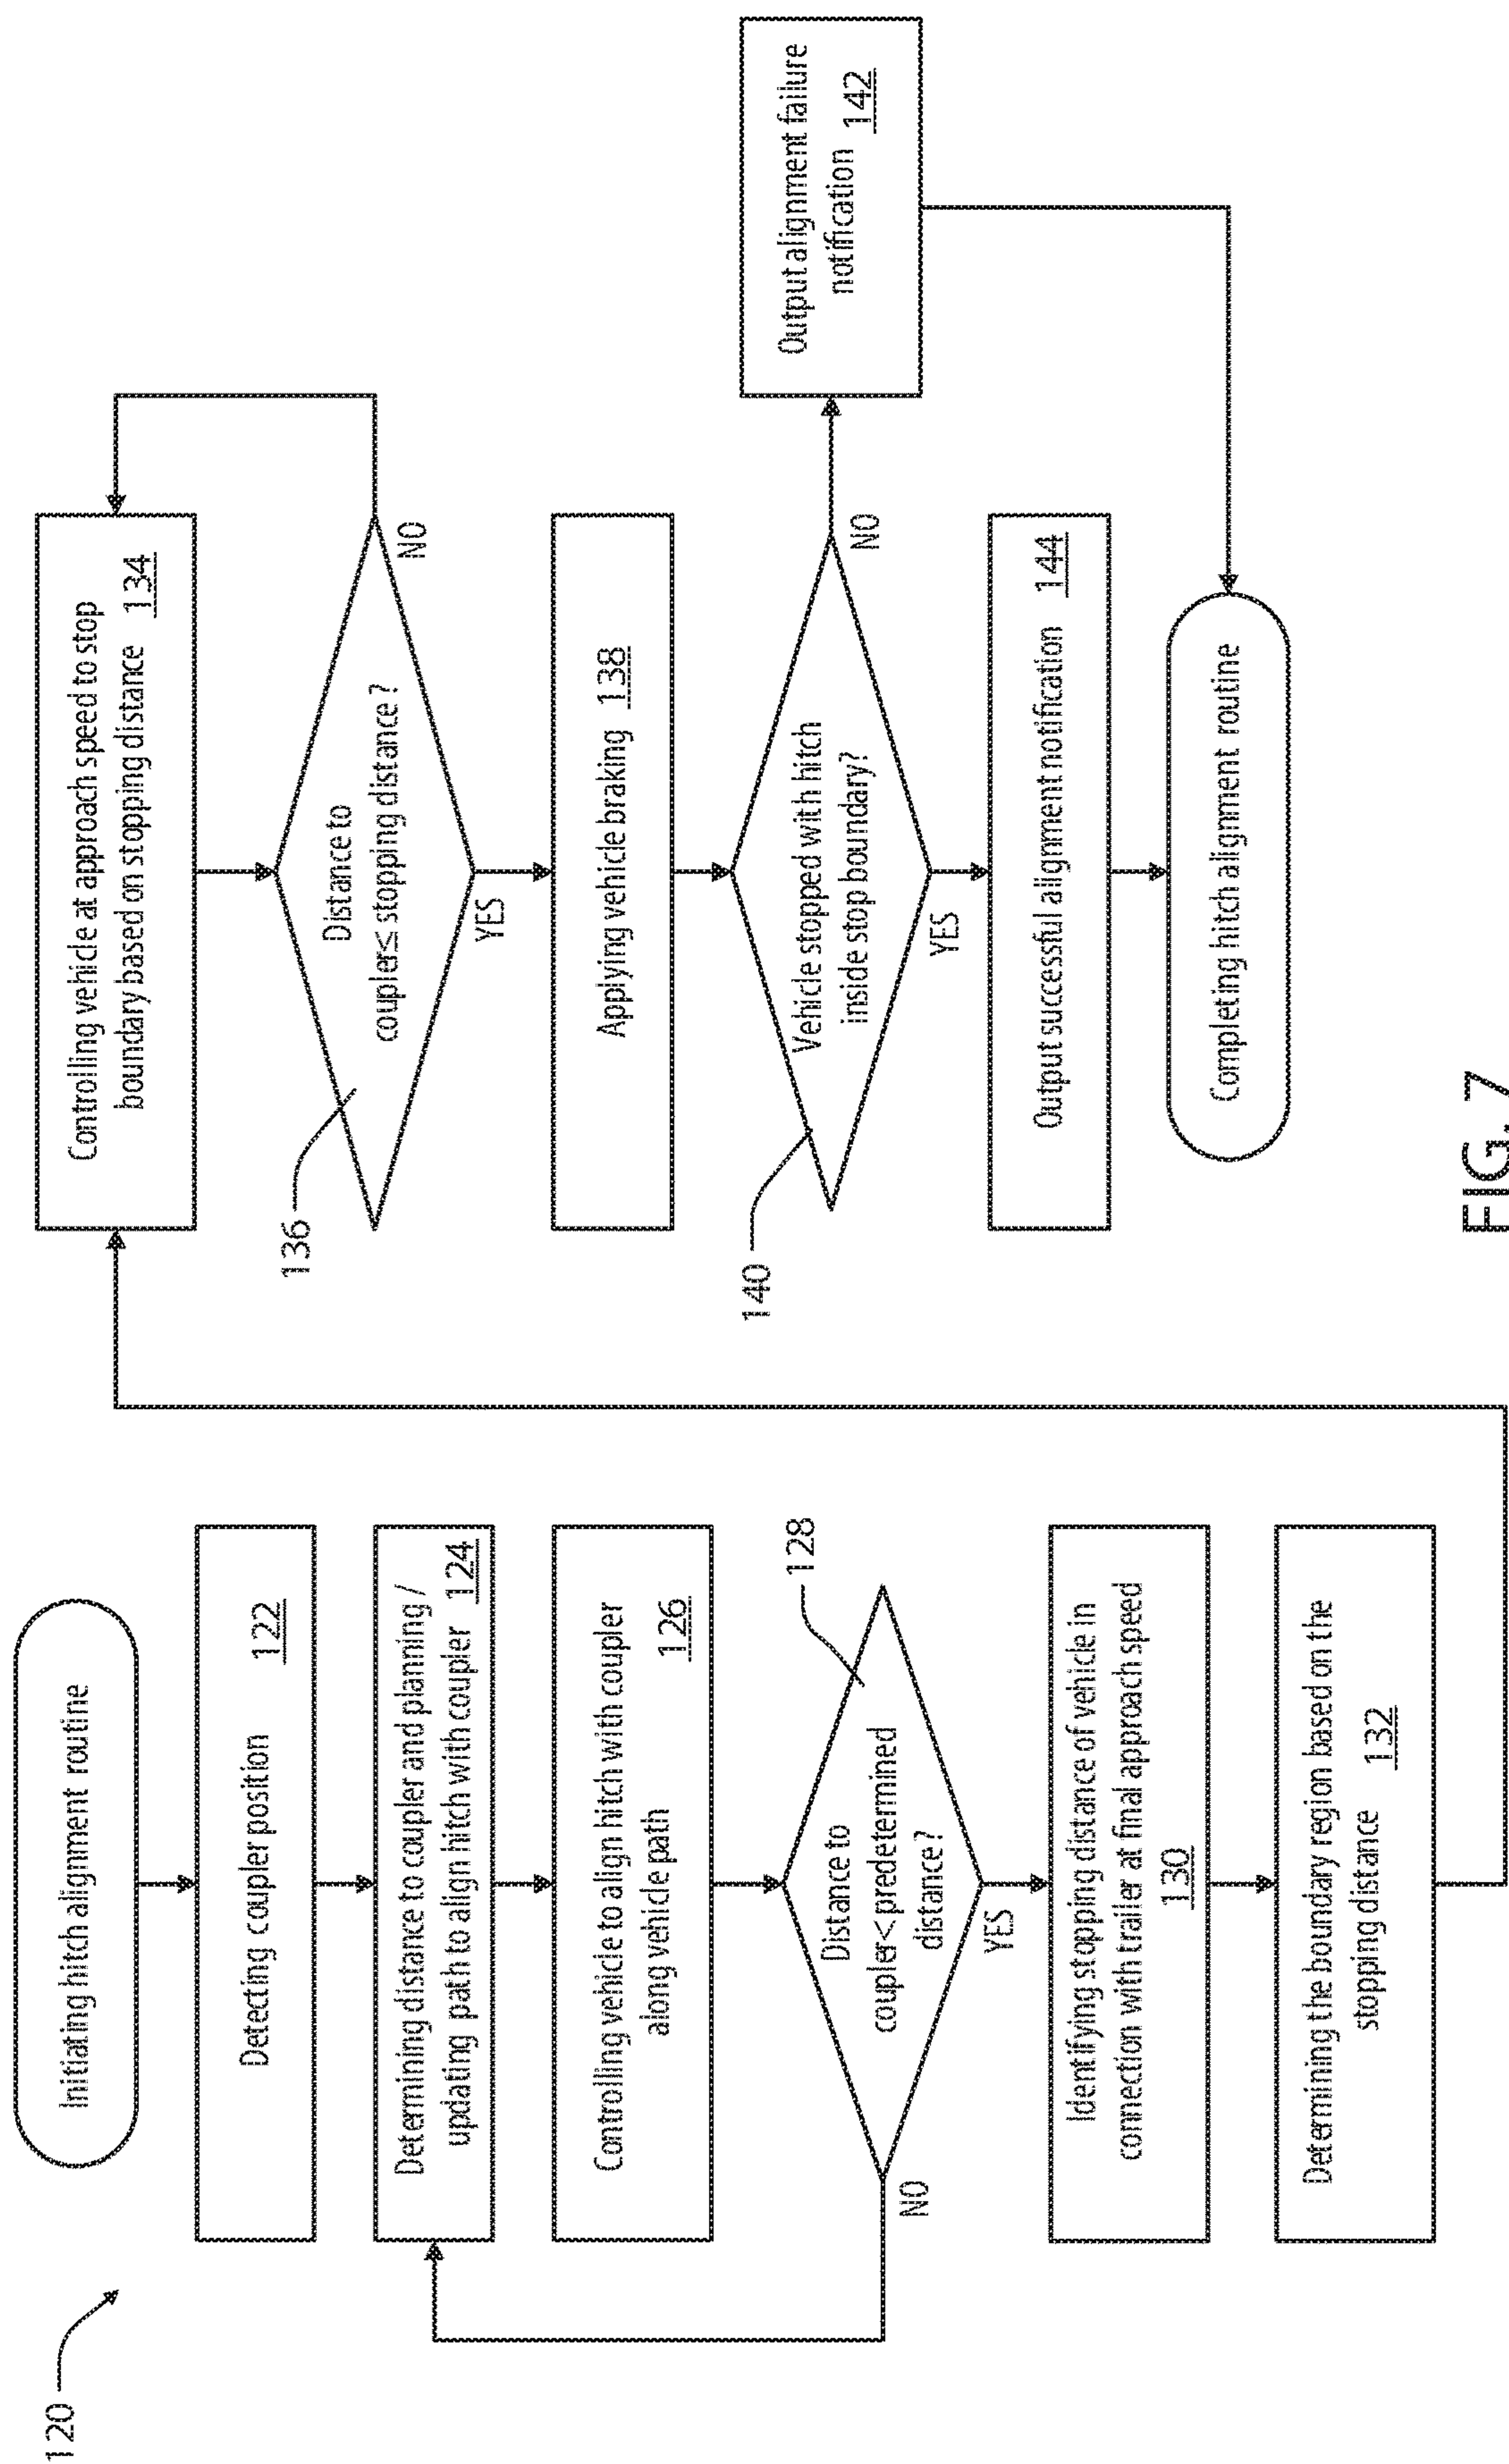 120
Initiating hitch alignment routine
Detecting coupler position 122
Determining distance to coupler and planning /
updating path to align hitch with coupler 124
Controlling vehicle to align hitch with coupler
along vehicle path 126
128
Distance to
coupler< predetermined
distance?
NO
YES
Identifying stopping distance of vehicle in
connection with trailer at final approach speed
130
Determining the boundary region based on the
stopping distance 132
Controlling vehicle at approach speed to stop
boundary based on stopping distance 134
136
Distance to
coupler≤ stopping distance?
NO
YES
Applying vehicle braking 138
140
Vehicle stopped with hitch
inside stop boundary?
NO
YES
Output alignment failure
notification 142
Output successful alignment notification 144
Completing hitch alignment routine
FIG. 7